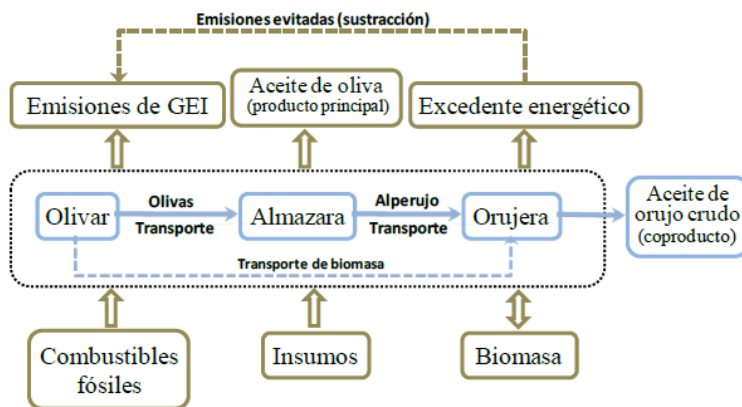 Emisiones evitadas (sustracción)
Emisiones de GEI
Aceite de oliva
(producto principal)
Excedente energético
Olivar
Olivas
Transporte
Almazara
Alperujo
Transporte
Orujera
Aceite de
orujo crudo
(coproducto)
Transporte de biomasa
Combustibles
fósiles
Insumos
Biomasa